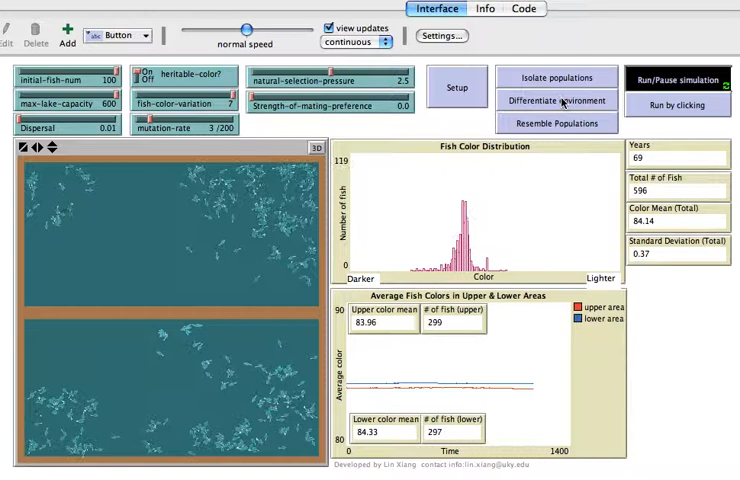 Interface Info Code
Edit Delete Add abc Button normal speed view updates continuous Settings...
initial-fish-num 100
max-lake-capacity 600
Dispersal 0.01
On
Off
heritable-color?
fish-color-variation 7
mutation-rate 3 /200
natural-selection-pressure 2.5
Strength-of-mating-preference 0.0
Setup
Isolate populations
Differentiate environment
Resemble Populations
Run/Pause simulation
Run by clicking
3D
Fish Color Distribution
119
Number of fish
0
Darker
Color
Lighter
Years
69
Total # of Fish
596
Color Mean (Total)
84.14
Standard Deviation (Total)
0.37
Average Fish Colors in Upper & Lower Areas
90
Average color
80
Upper color mean
83.96
# of fish (upper)
299
Lower color mean
84.33
# of fish (lower)
297
0
Time
1400
upper area
lower area
Developed by Lin Xiang contact info:lin.xiang@uky.edu